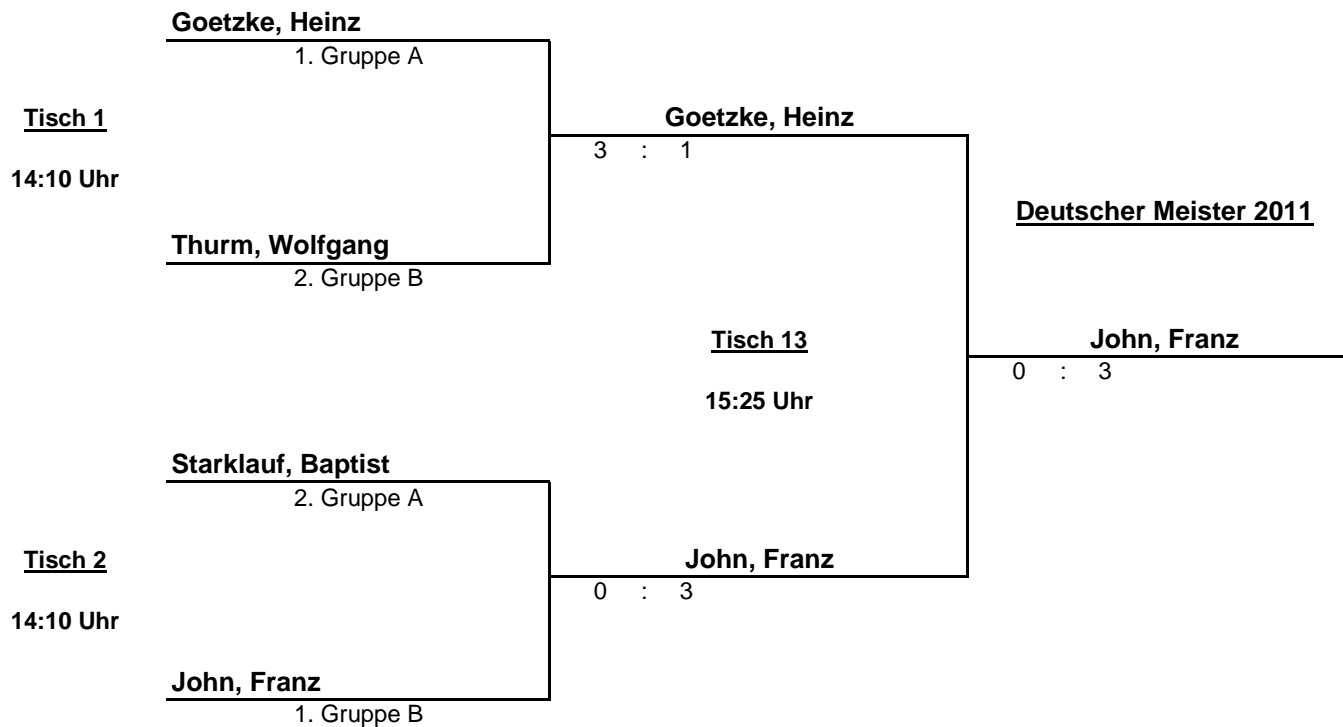 Goetzke, Heinz
1. Gruppe A
Tisch 1
Goetzke, Heinz
3 : 1
14:10 Uhr
Deutscher Meister 2011
Thurm, Wolfgang
2. Gruppe B
Tisch 13
John, Franz
0 : 3
15:25 Uhr
Starklauf, Baptist
2. Gruppe A
Tisch 2
John, Franz
0 : 3
14:10 Uhr
John, Franz
1. Gruppe B